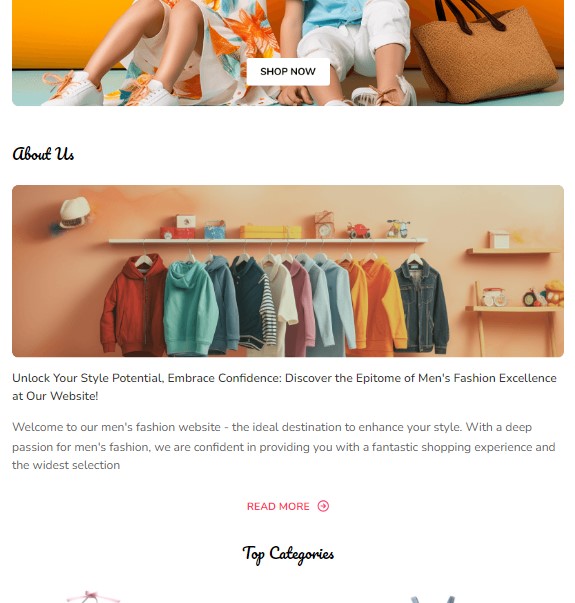 SHOP NOW
About Us
Unlock Your Style Potential, Embrace Confidence: Discover the Epitome of Men's Fashion Excellence
at Our Website!
Welcome to our men's fashion website - the ideal destination to enhance your style. With a deep
passion for men's fashion, we are confident in providing you with a fantastic shopping experience and
the widest selection
READ MORE
Top Categories